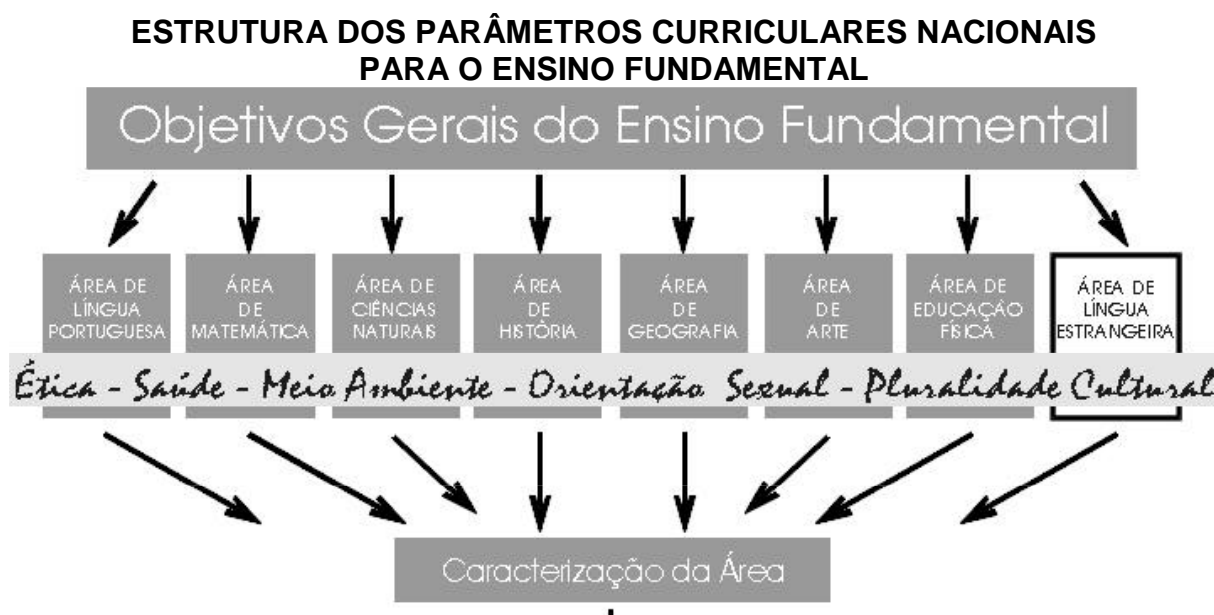 ESTRUTURA DOS PARÂMETROS CURRICULARES NACIONAIS
PARA O ENSINO FUNDAMENTAL
Objetivos Gerais do Ensino Fundamental
ÁREA DE
LÍNGUA
PORTUGUESA
ÁREA
DE
MATEMÁTICA
ÁREA DE
CIÊNCIAS
NATURAIS
ÁREA
DE
HISTÓRIA
ÁREA
DE
GEOGRAFIA
ÁREA
DE
ARTE
ÁREA DE
EDUCAÇÃO
FÍSICA
ÁREA DE
LÍNGUA
ESTRANGEIRA
Ética - Saúde - Meio Ambiente - Orientação Sexual - Pluralidade Cultural
Caracterização da Área